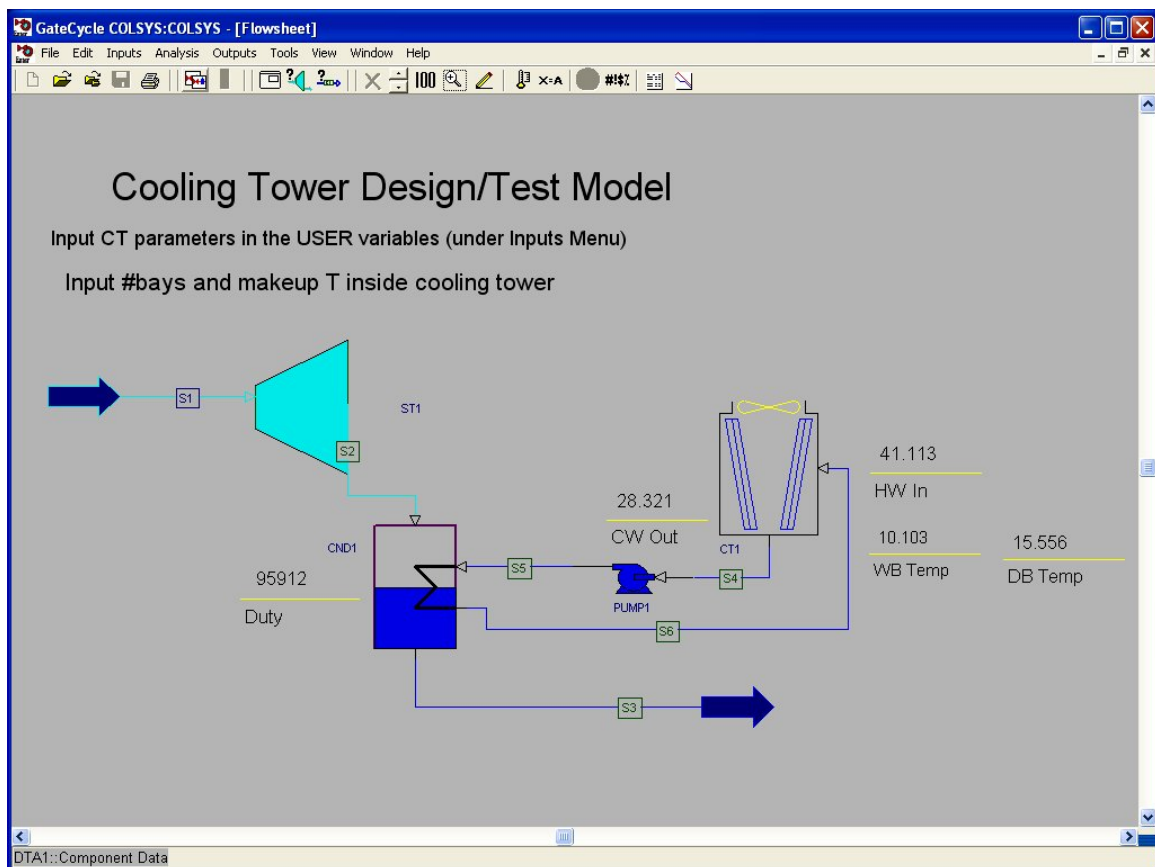 GateCycle COLSYS:COLSYS - [Flowsheet]
File Edit Inputs Analysis Outputs Tools View Window Help
100 X=A #!$%
Cooling Tower Design/Test Model
Input CT parameters in the USER variables (under Inputs Menu)
Input #bays and makeup T inside cooling tower
S1
ST1
S2
41.113
HW In
28.321
CW Out
10.103
WB Temp
15.556
DB Temp
CND1
CT1
S5
S4
95912
Duty
PUMP1
S6
S3
DTA1::Component Data